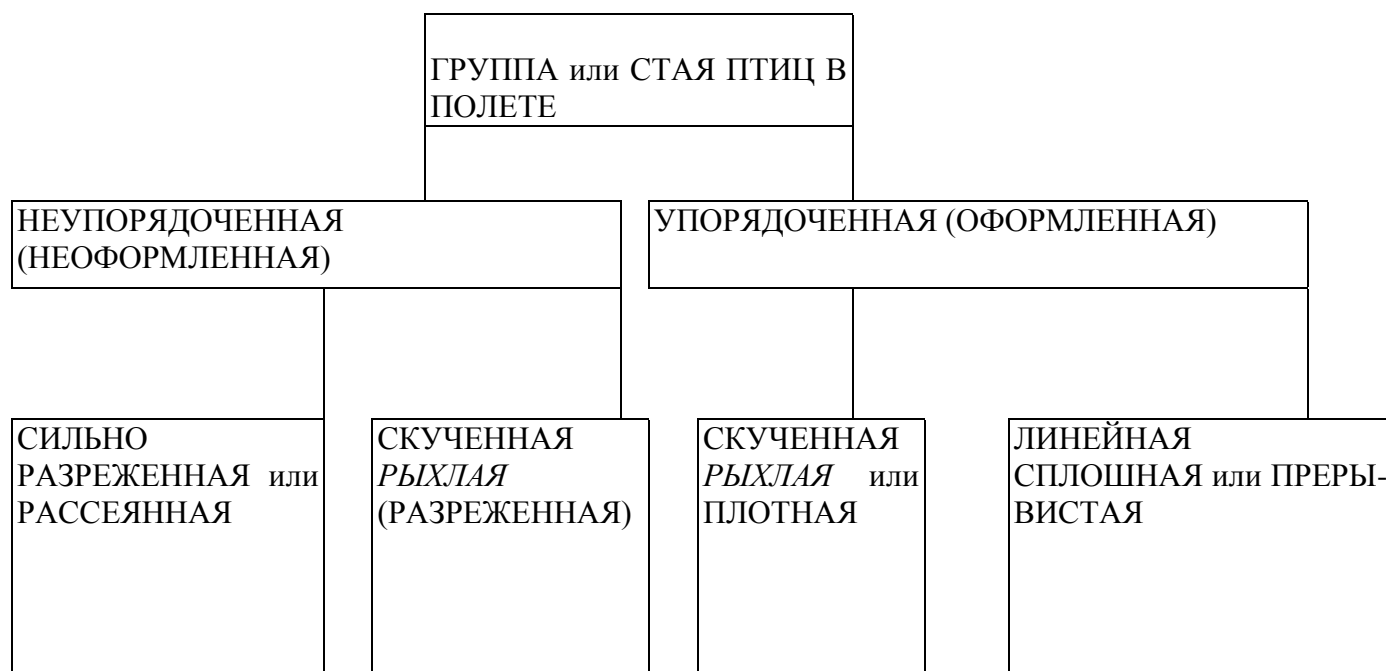 ГРУППА или СТАЯ ПТИЦ В
ПОЛЕТЕ
НЕУПОРЯДОЧЕННАЯ
(НЕОФОРМЛЕННАЯ)
УПОРЯДОЧЕННАЯ (ОФОРМЛЕННАЯ)
СИЛЬНО
РАЗРЕЖЕННАЯ или
РАССЕЯННАЯ
СКУЧЕННАЯ
РЫХЛАЯ
(РАЗРЕЖЕННАЯ)
СКУЧЕННАЯ
РЫХЛАЯ или
ПЛОТНАЯ
ЛИНЕЙНАЯ
СПЛОШНАЯ или ПРЕРЫ-
ВИСТАЯ